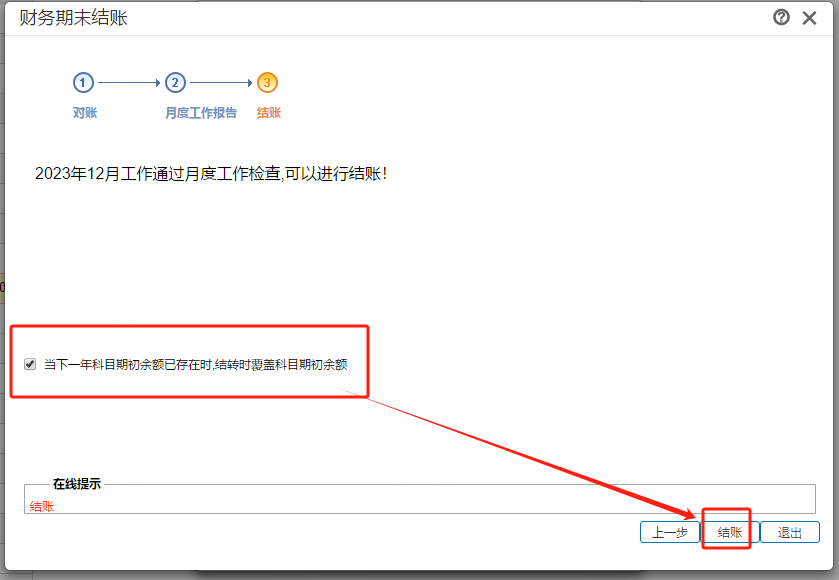 财务期末结账
1 2 3
对账 月度工作报告 结账
2023年12月工作通过月度工作检查,可以进行结账!
当下一年科目期初余额已存在时,结转时覆盖科目期初余额
在线提示
结账
上一步 结账 退出